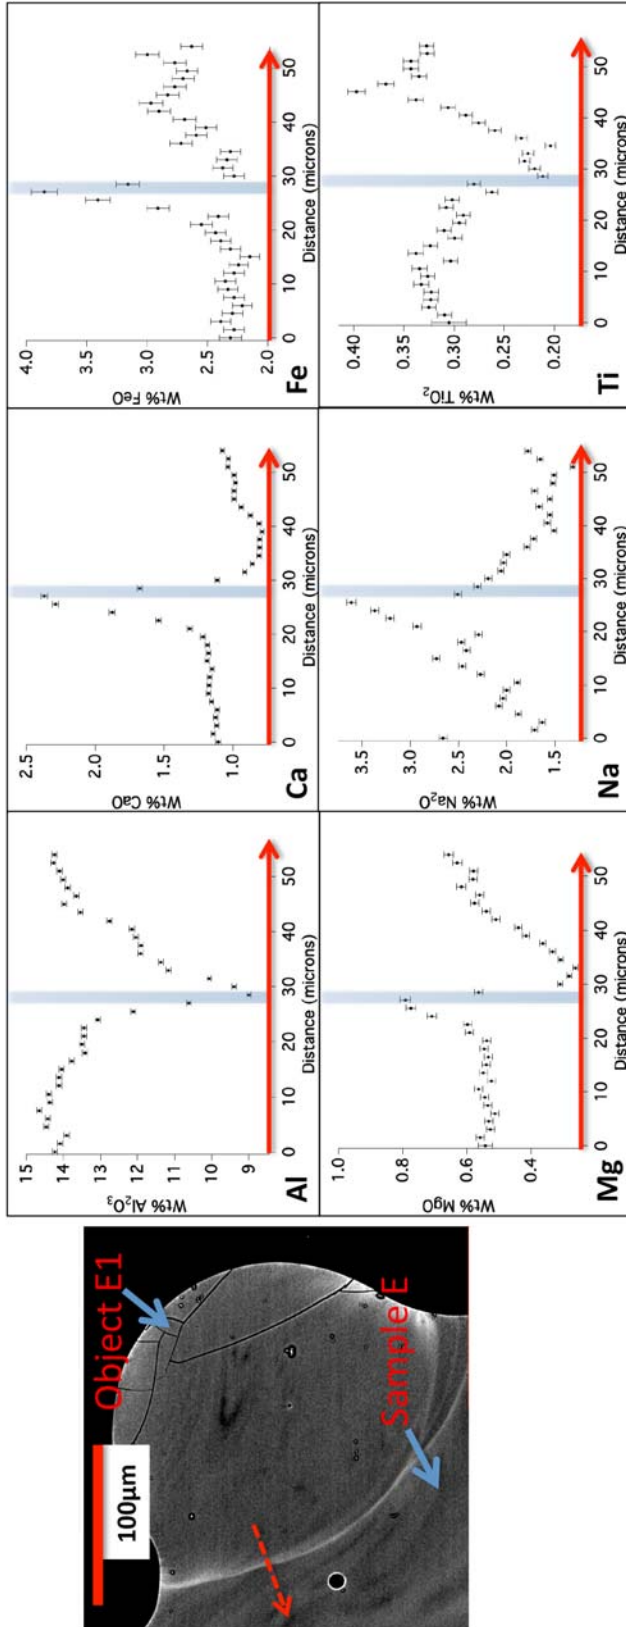 100μm
Object E1
Sample E
Wt% Al₂O₃
15
14
13
12
11
10
9
Al
0 10 20 30 40 50
Distance (microns)
Wt% CaO
2.5
2.0
1.5
1.0
Ca
0 10 20 30 40 50
Distance (microns)
Wt% FeO
4.0
3.5
3.0
2.5
2.0
Fe
0 10 20 30 40 50
Distance (microns)
Wt% MgO
1.0
0.8
0.6
0.4
Mg
0 10 20 30 40 50
Distance (microns)
Wt% Na₂O
3.5
3.0
2.5
2.0
1.5
Na
0 10 20 30 40 50
Distance (microns)
Wt% TiO₂
0.40
0.35
0.30
0.25
0.20
Ti
0 10 20 30 40 50
Distance (microns)